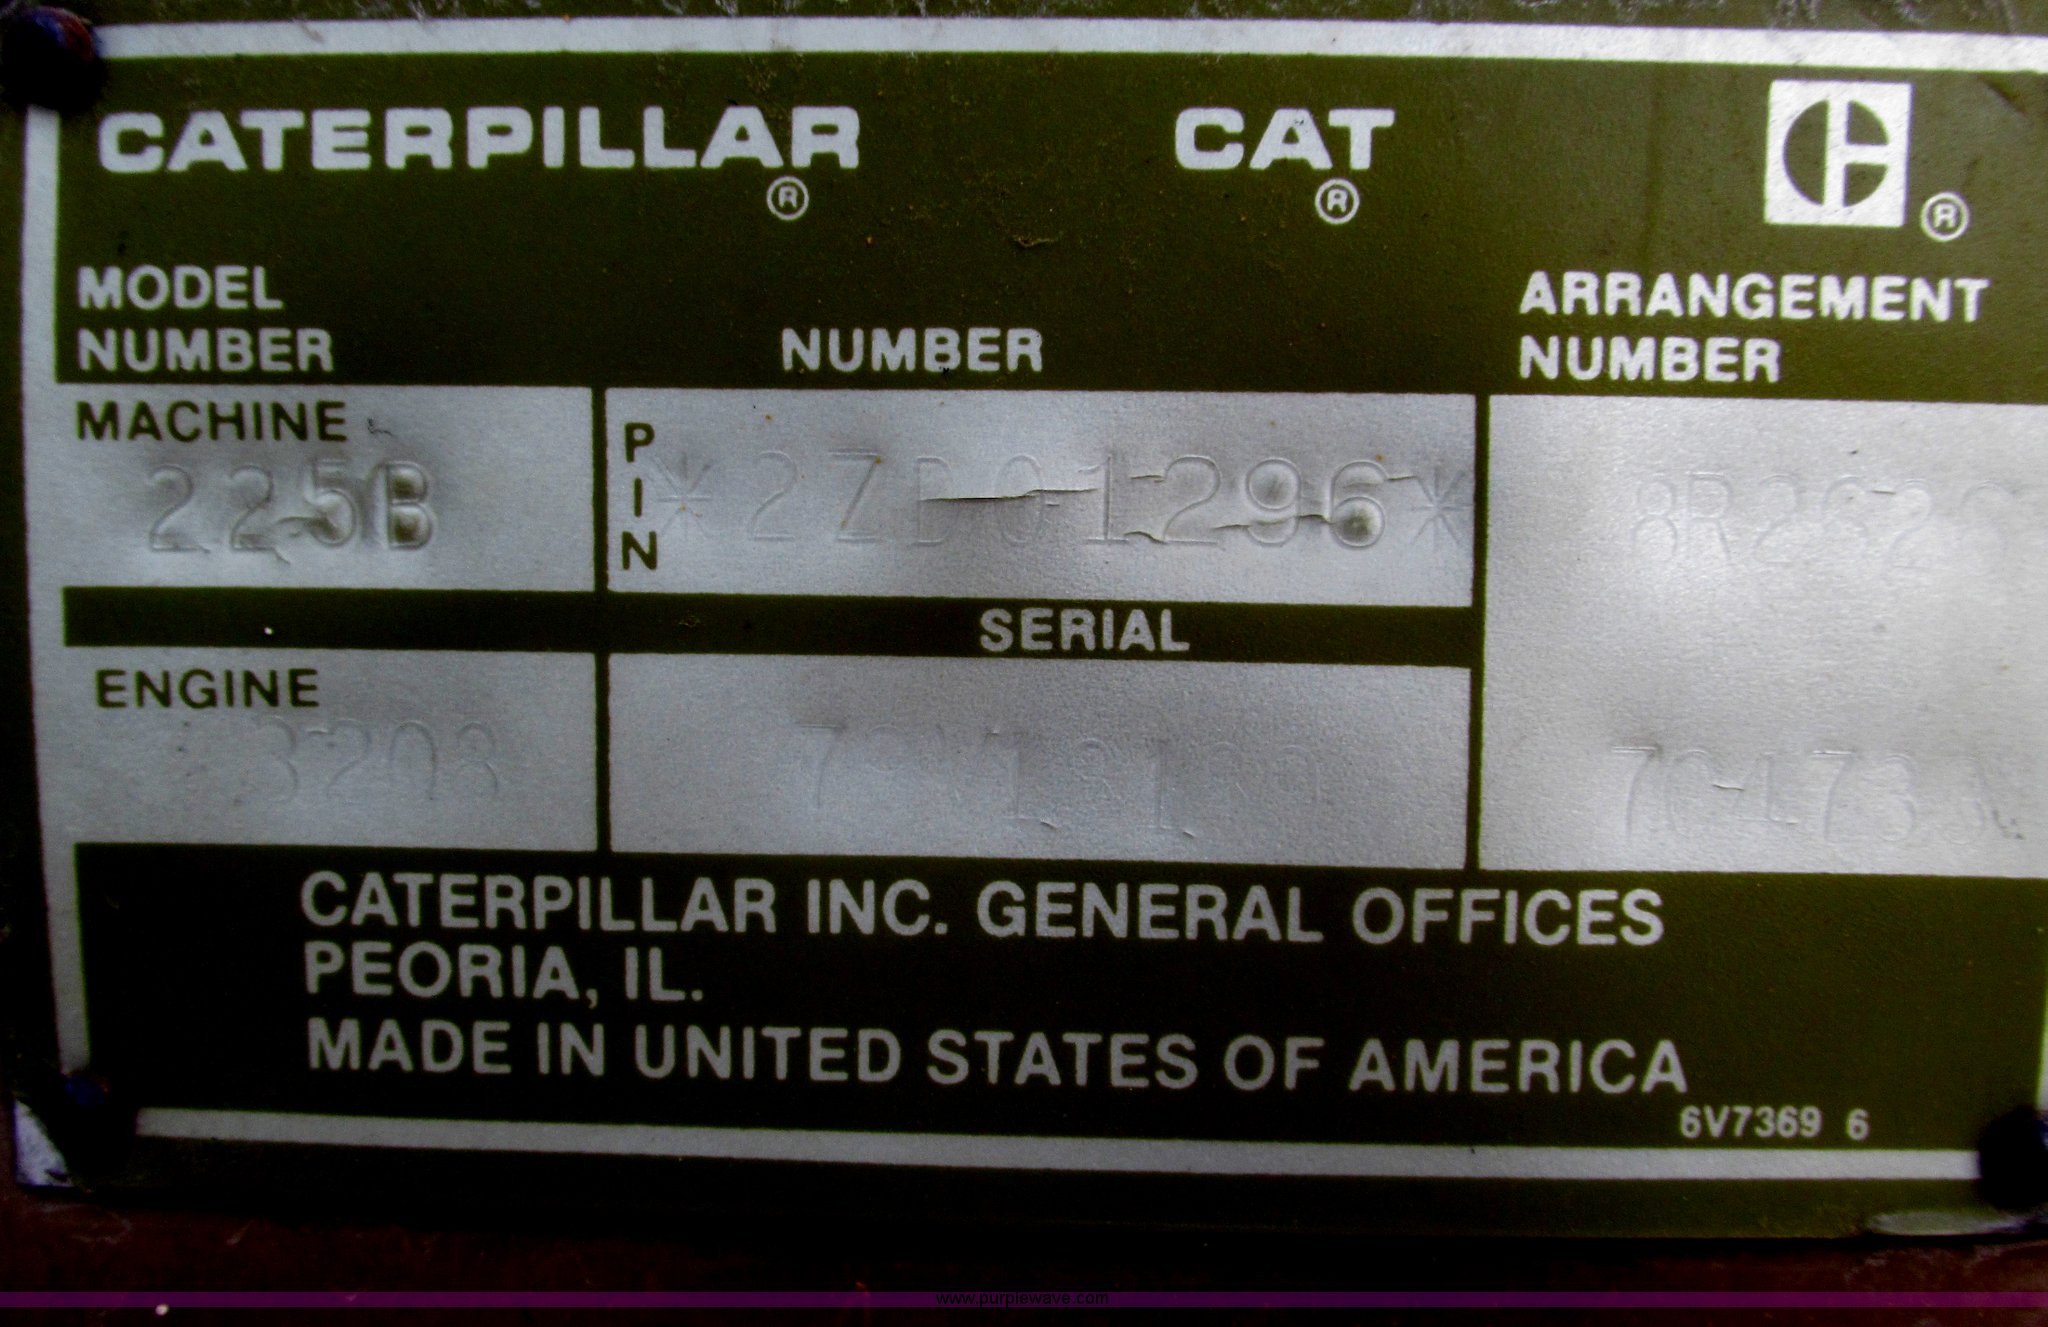 CATERPILLAR ® CAT ® ®
MODEL NUMBER
NUMBER
ARRANGEMENT NUMBER
MACHINE
225B
PIN
*2ZD01296*
SERIAL
ENGINE
3208
CATERPILLAR INC. GENERAL OFFICES
PEORIA, IL.
MADE IN UNITED STATES OF AMERICA
6V7369 6
www.purplewave.com